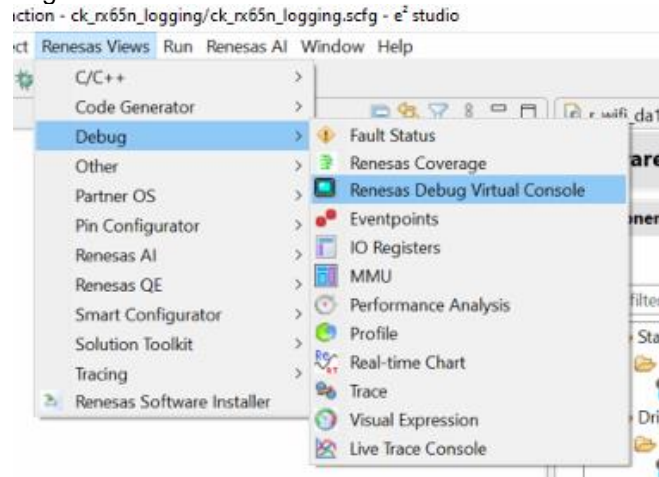 ction - ck_rx65n_logging/ck_rx65n_logging.scfg - e² studio
ct Renesas Views Run Renesas AI Window Help
C/C++ >
Code Generator >
Debug >
Other >
Partner OS >
Pin Configurator >
Renesas AI >
Renesas QE >
Smart Configurator >
Solution Toolkit >
Tracing >
Renesas Software Installer
Fault Status
Renesas Coverage
Renesas Debug Virtual Console
Eventpoints
IO Registers
MMU
Performance Analysis
Profile
Real-time Chart
Trace
Visual Expression
Live Trace Console
r_wifi_da1
are
oner
filte
Sta
Dri